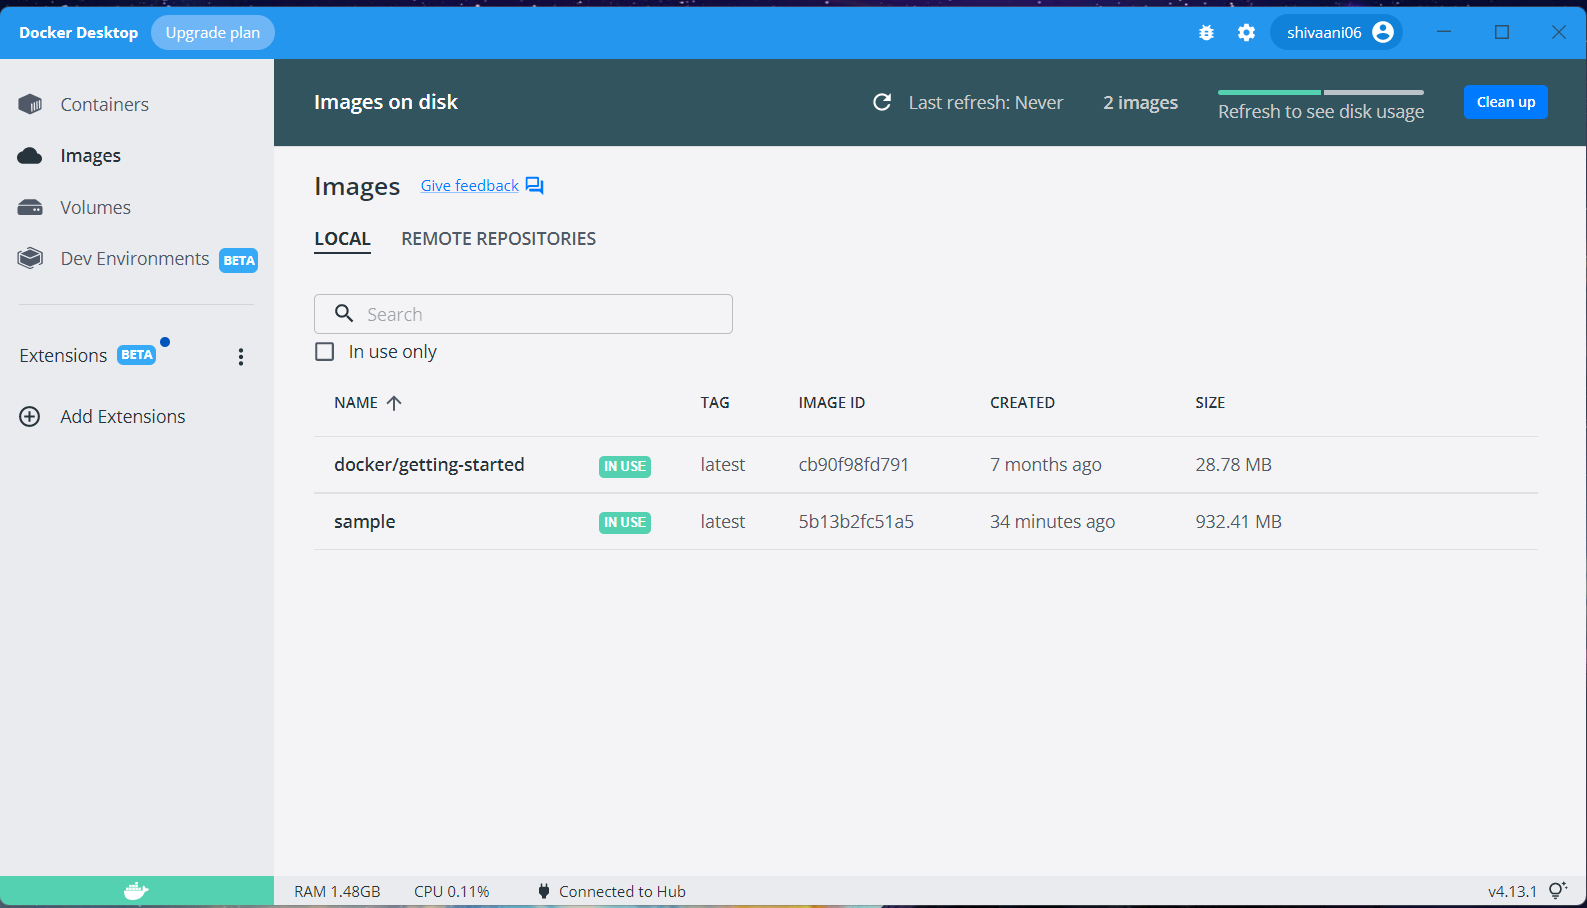 Docker Desktop Upgrade plan shivaani06
Containers
Images
Volumes
Dev Environments BETA
Extensions BETA
Add Extensions
Images on disk Last refresh: Never 2 images Refresh to see disk usage Clean up
Images Give feedback
LOCAL REMOTE REPOSITORIES
Search
In use only
NAME TAG IMAGE ID CREATED SIZE
docker/getting-started IN USE latest cb90f98fd791 7 months ago 28.78 MB
sample IN USE latest 5b13b2fc51a5 34 minutes ago 932.41 MB
RAM 1.48GB CPU 0.11% Connected to Hub v4.13.1